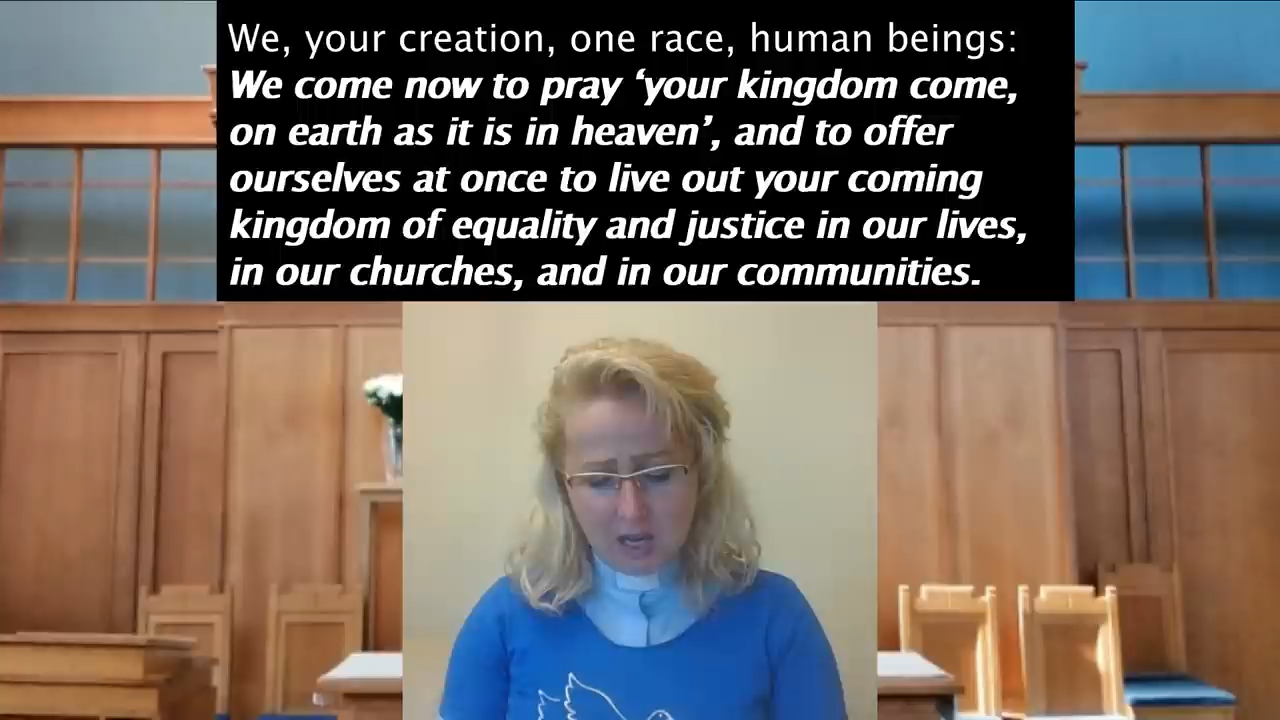 We, your creation, one race, human beings:
We come now to pray ‘your kingdom come,
on earth as it is in heaven’, and to offer
ourselves at once to live out your coming
kingdom of equality and justice in our lives,
in our churches, and in our communities.